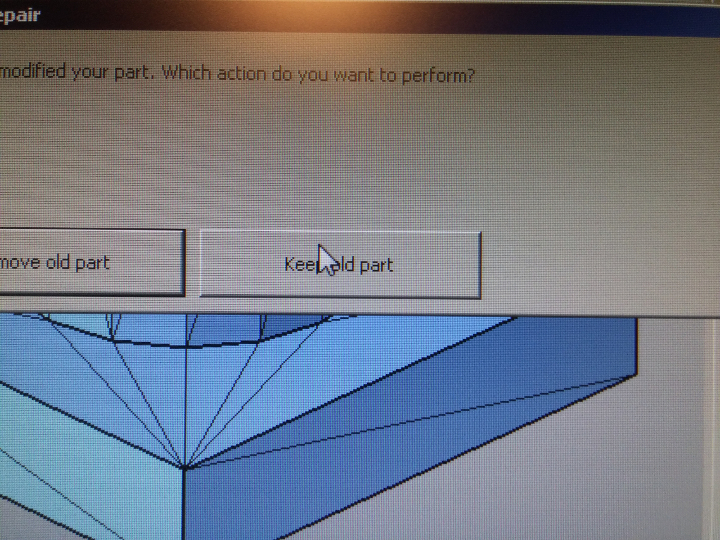 epair
modified your part. Which action do you want to perform?
move old part
Keep old part